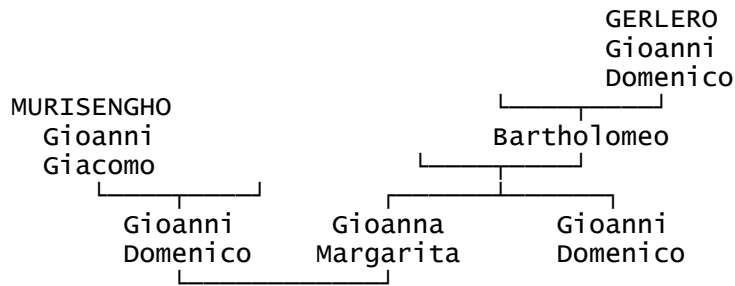 GERLERO
Gioanni
Domenico
MURISENGHO
Gioanni
Bartholomeo
Giacomo
Gioanni Gioanna Gioanni
Domenico Margarita Domenico